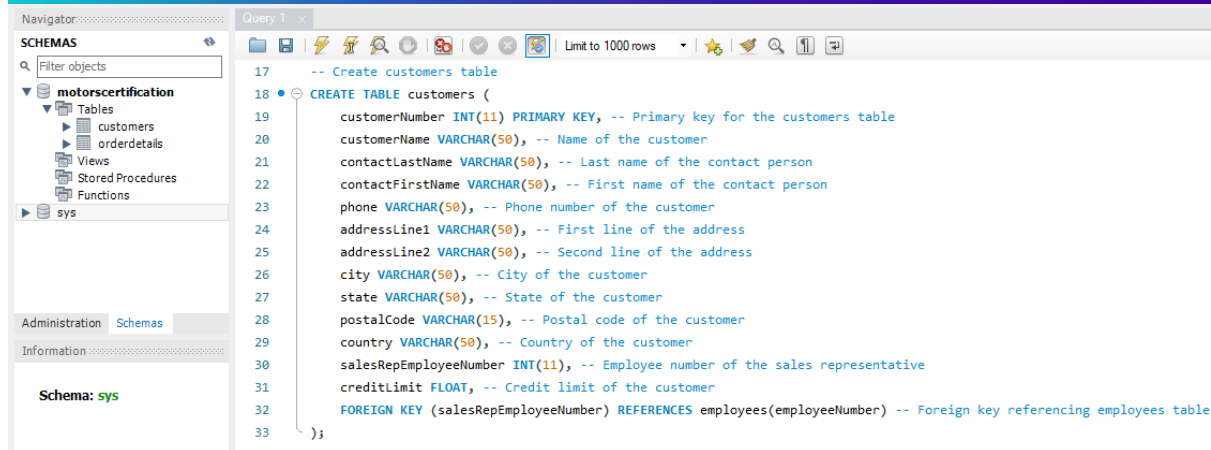 Navigator
SCHEMAS
Filter objects
motorscertification
Tables
customers
orderdetails
Views
Stored Procedures
Functions
sys
Administration Schemas
Information
Schema: sys
Query 1
Limit to 1000 rows
17 -- Create customers table
18 CREATE TABLE customers (
19 customerNumber INT(11) PRIMARY KEY, -- Primary key for the customers table
20 customerName VARCHAR(50), -- Name of the customer
21 contactLastName VARCHAR(50), -- Last name of the contact person
22 contactFirstName VARCHAR(50), -- First name of the contact person
23 phone VARCHAR(50), -- Phone number of the customer
24 addressLine1 VARCHAR(50), -- First line of the address
25 addressLine2 VARCHAR(50), -- Second line of the address
26 city VARCHAR(50), -- City of the customer
27 state VARCHAR(50), -- State of the customer
28 postalCode VARCHAR(15), -- Postal code of the customer
29 country VARCHAR(50), -- Country of the customer
30 salesRepEmployeeNumber INT(11), -- Employee number of the sales representative
31 creditLimit FLOAT, -- Credit limit of the customer
32 FOREIGN KEY (salesRepEmployeeNumber) REFERENCES employees(employeeNumber) -- Foreign key referencing employees table
33 );